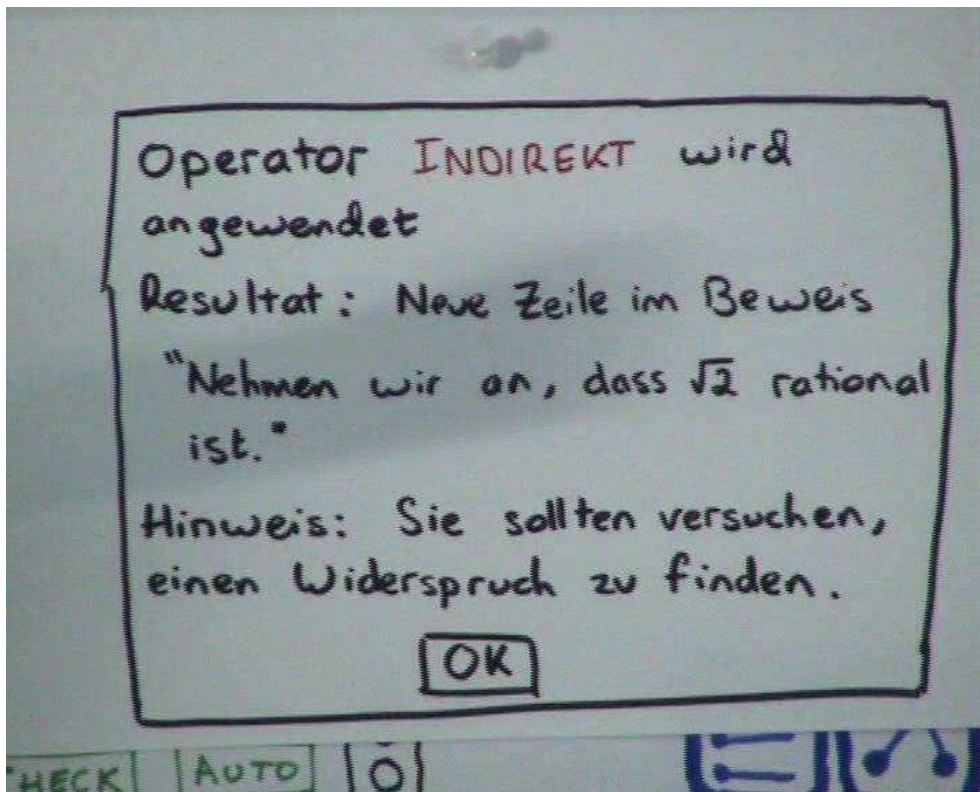 Operator INDIREKT wird
angewendet
Resultat: Neue Zeile im Beweis
"Nehmen wir an, dass √2 rational
ist."
Hinweis: Sie sollten versuchen,
einen Widerspruch zu finden.
OK
HECK AUTO